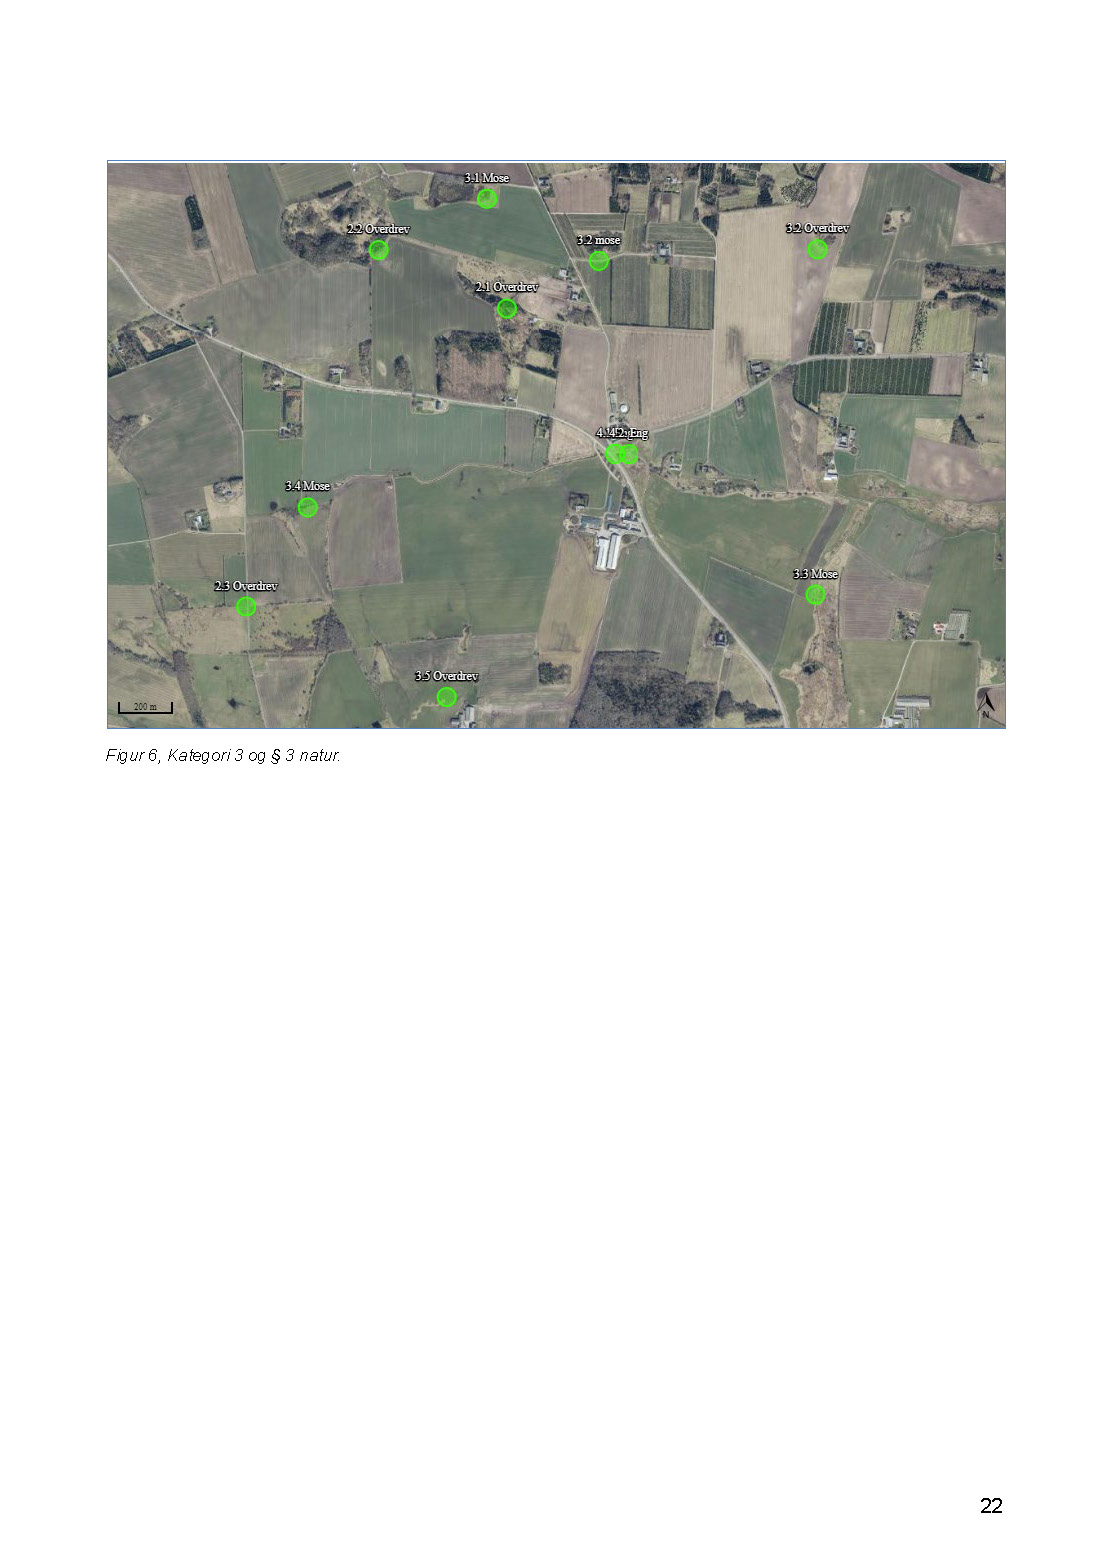 3.1 Mose
2.2 Overdrev
3.2 mose
3.2 Overdrev
2.1 Overdrev
Eng
3.4 Mose
2.3 Overdrev
3.3 Mose
3.5 Overdrev
200 m
N
Figur 6, Kategori 3 og § 3 natur.
22